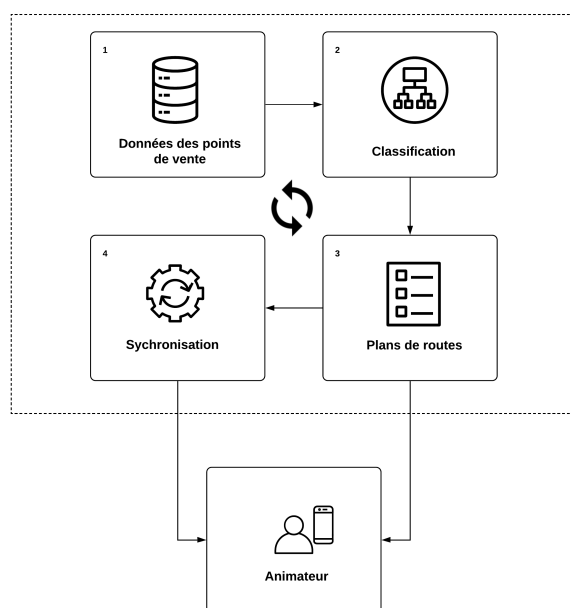 1
Données des points
de vente
2
Classification
4
Sychronisation
3
Plans de routes
Animateur